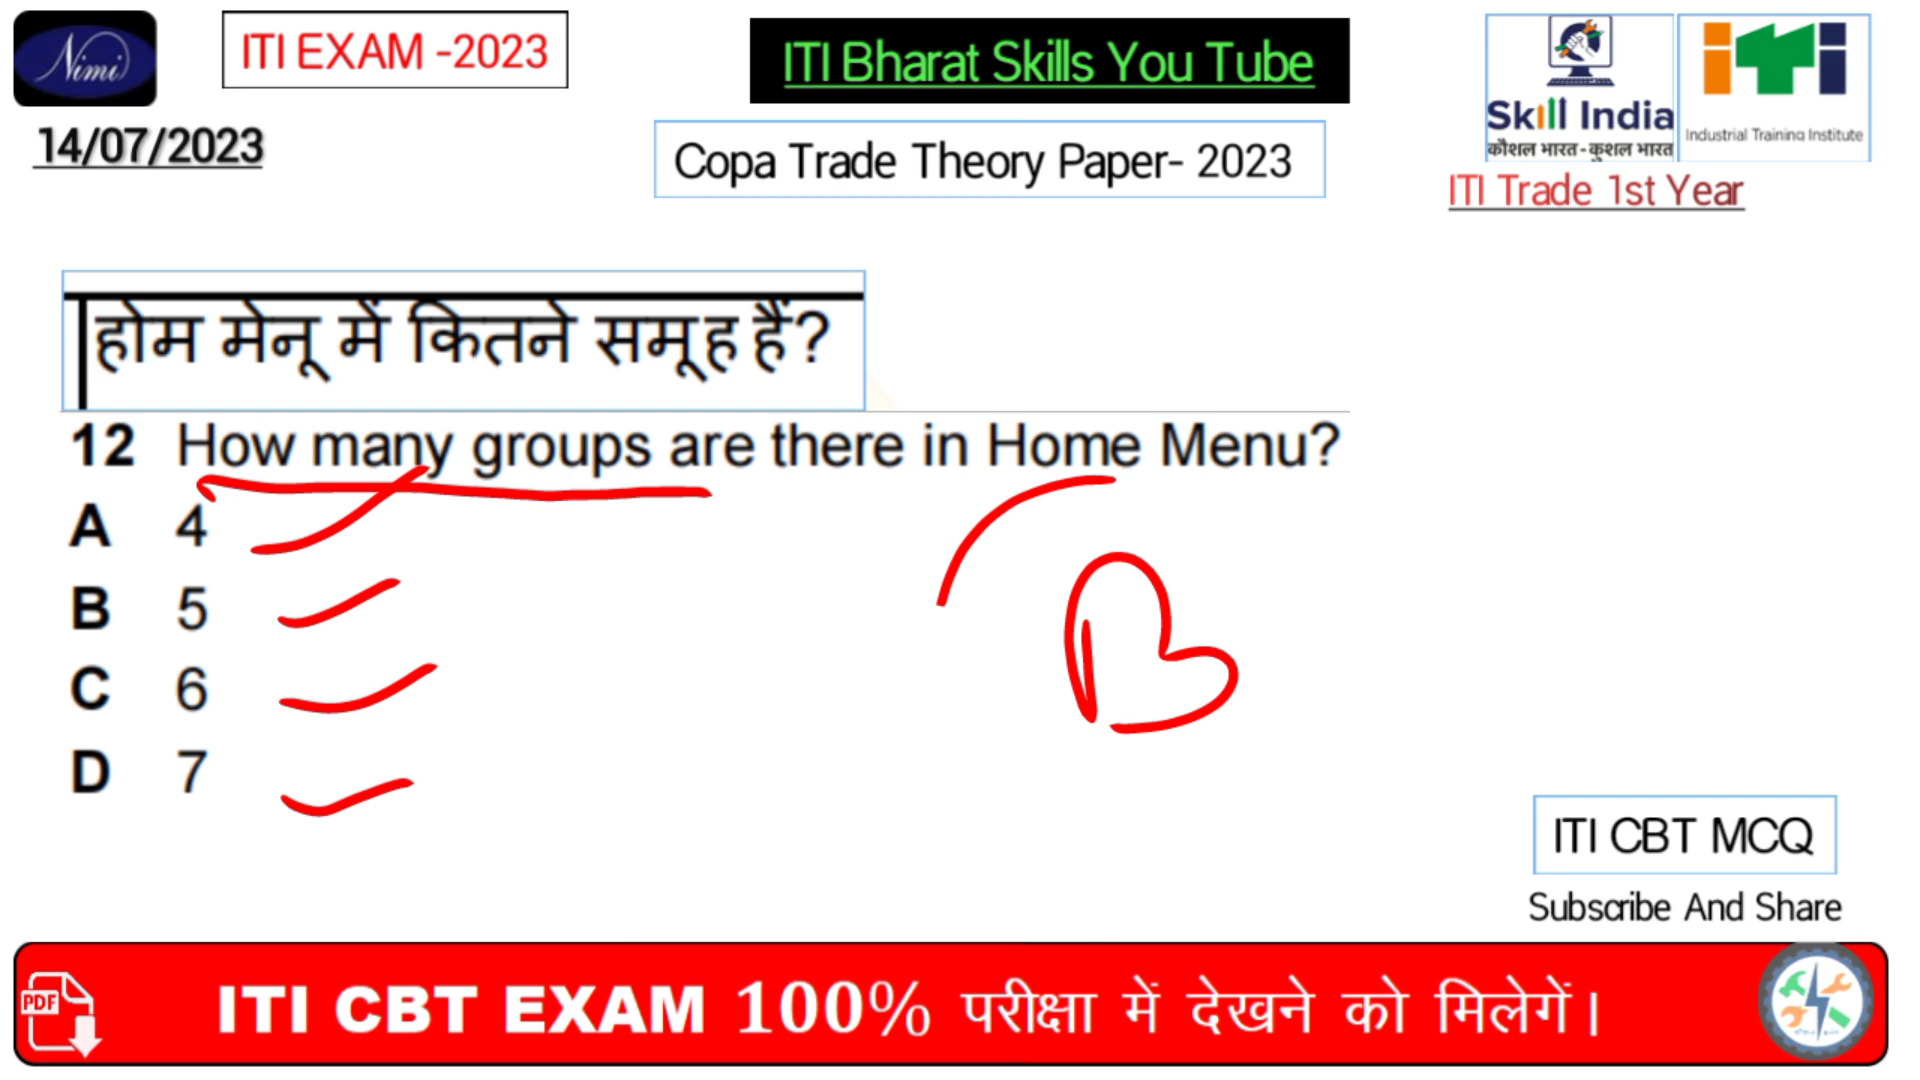 Nimi
ITI EXAM -2023
ITI Bharat Skills You Tube
Skill India
कौशल भारत - कुशल भारत
iTi
Industrial Training Institute
14/07/2023
Copa Trade Theory Paper- 2023
ITI Trade 1st Year
होम मेनू में कितने समूह हैं?
12 How many groups are there in Home Menu?
A 4
B 5
C 6
D 7
B
ITI CBT MCQ
Subscribe And Share
PDF
ITI CBT EXAM 100% परीक्षा में देखने को मिलेगें।